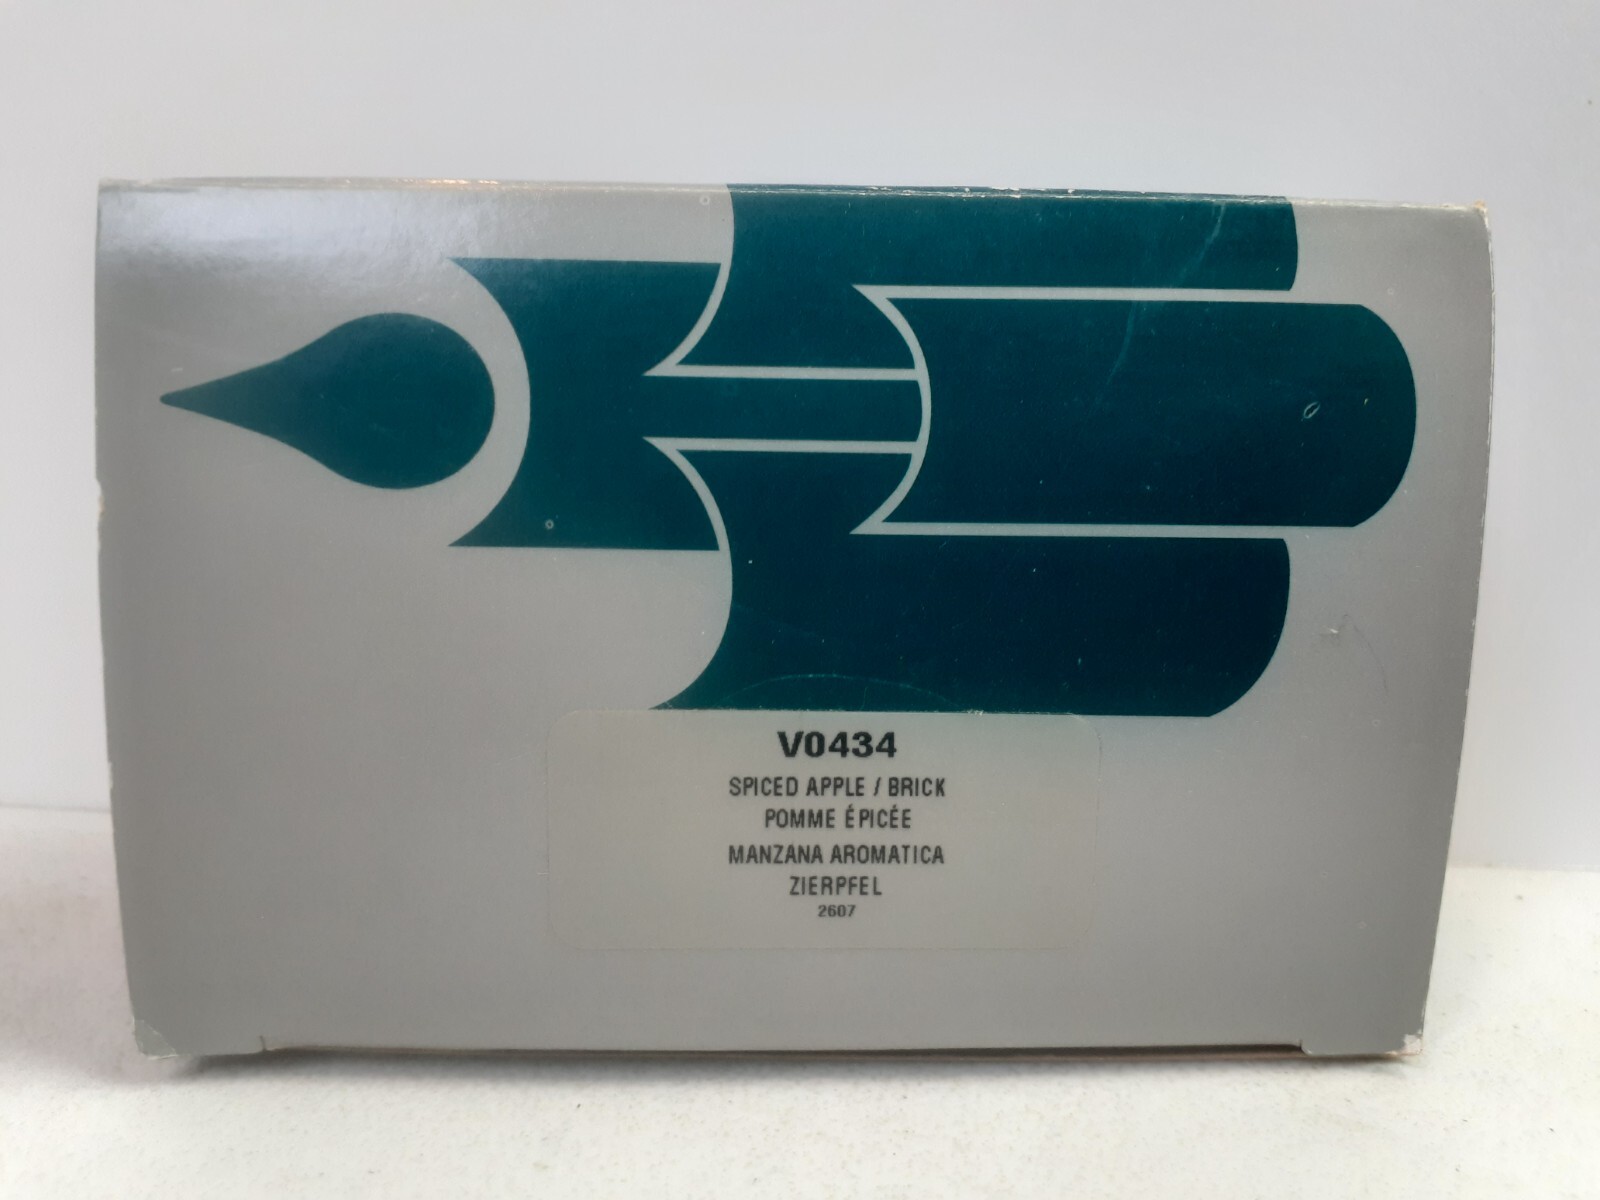 V0434
SPICED APPLE / BRICK
POMME ÉPICÉE
MANZANA AROMATICA
ZIERPFEL
2607